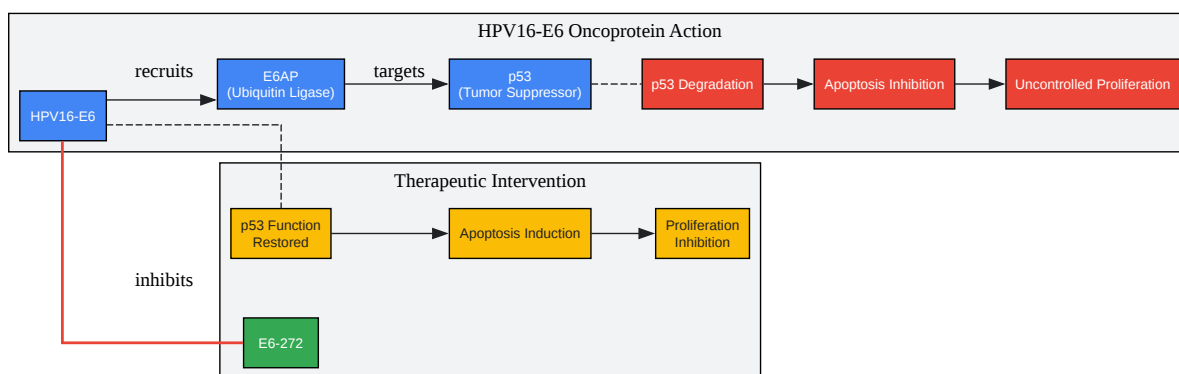 HPV16-E6 Oncoprotein Action
recruits
E6AP
(Ubiquitin Ligase)
targets
p53
(Tumor Suppressor)
p53 Degradation
Apoptosis Inhibition
Uncontrolled Proliferation
HPV16-E6
Therapeutic Intervention
p53 Function
Restored
Apoptosis Induction
Proliferation
Inhibition
inhibits
E6-272